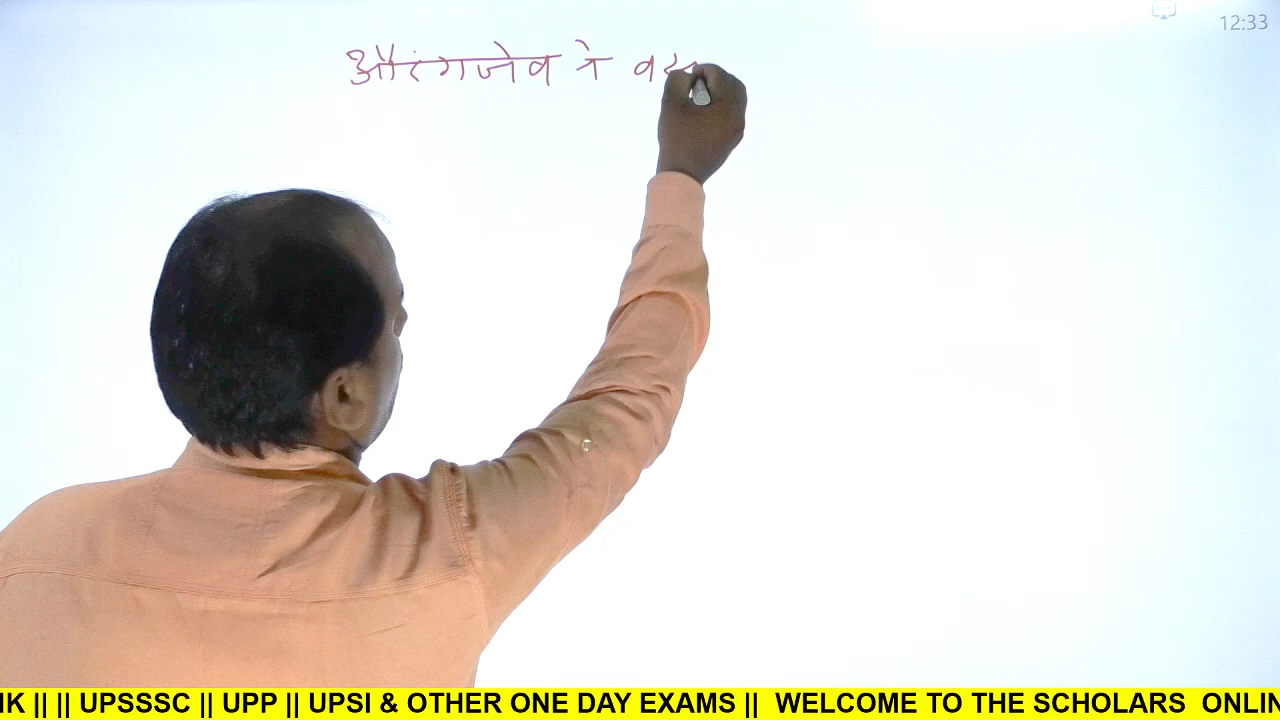 12:33
औरंगजेब ने
IK || || UPSSSC || UPP || UPSI & OTHER ONE DAY EXAMS || WELCOME TO THE SCHOLARS ONLIN